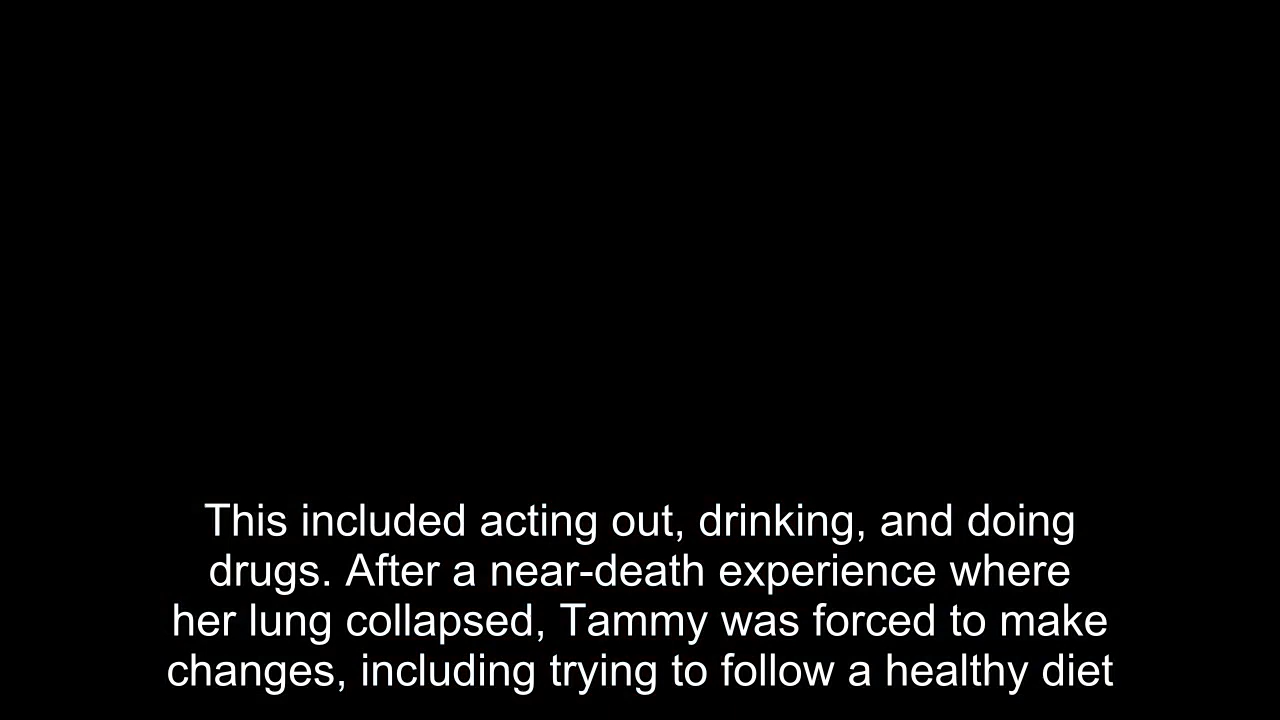 This included acting out, drinking, and doing
drugs. After a near-death experience where
her lung collapsed, Tammy was forced to make
changes, including trying to follow a healthy diet